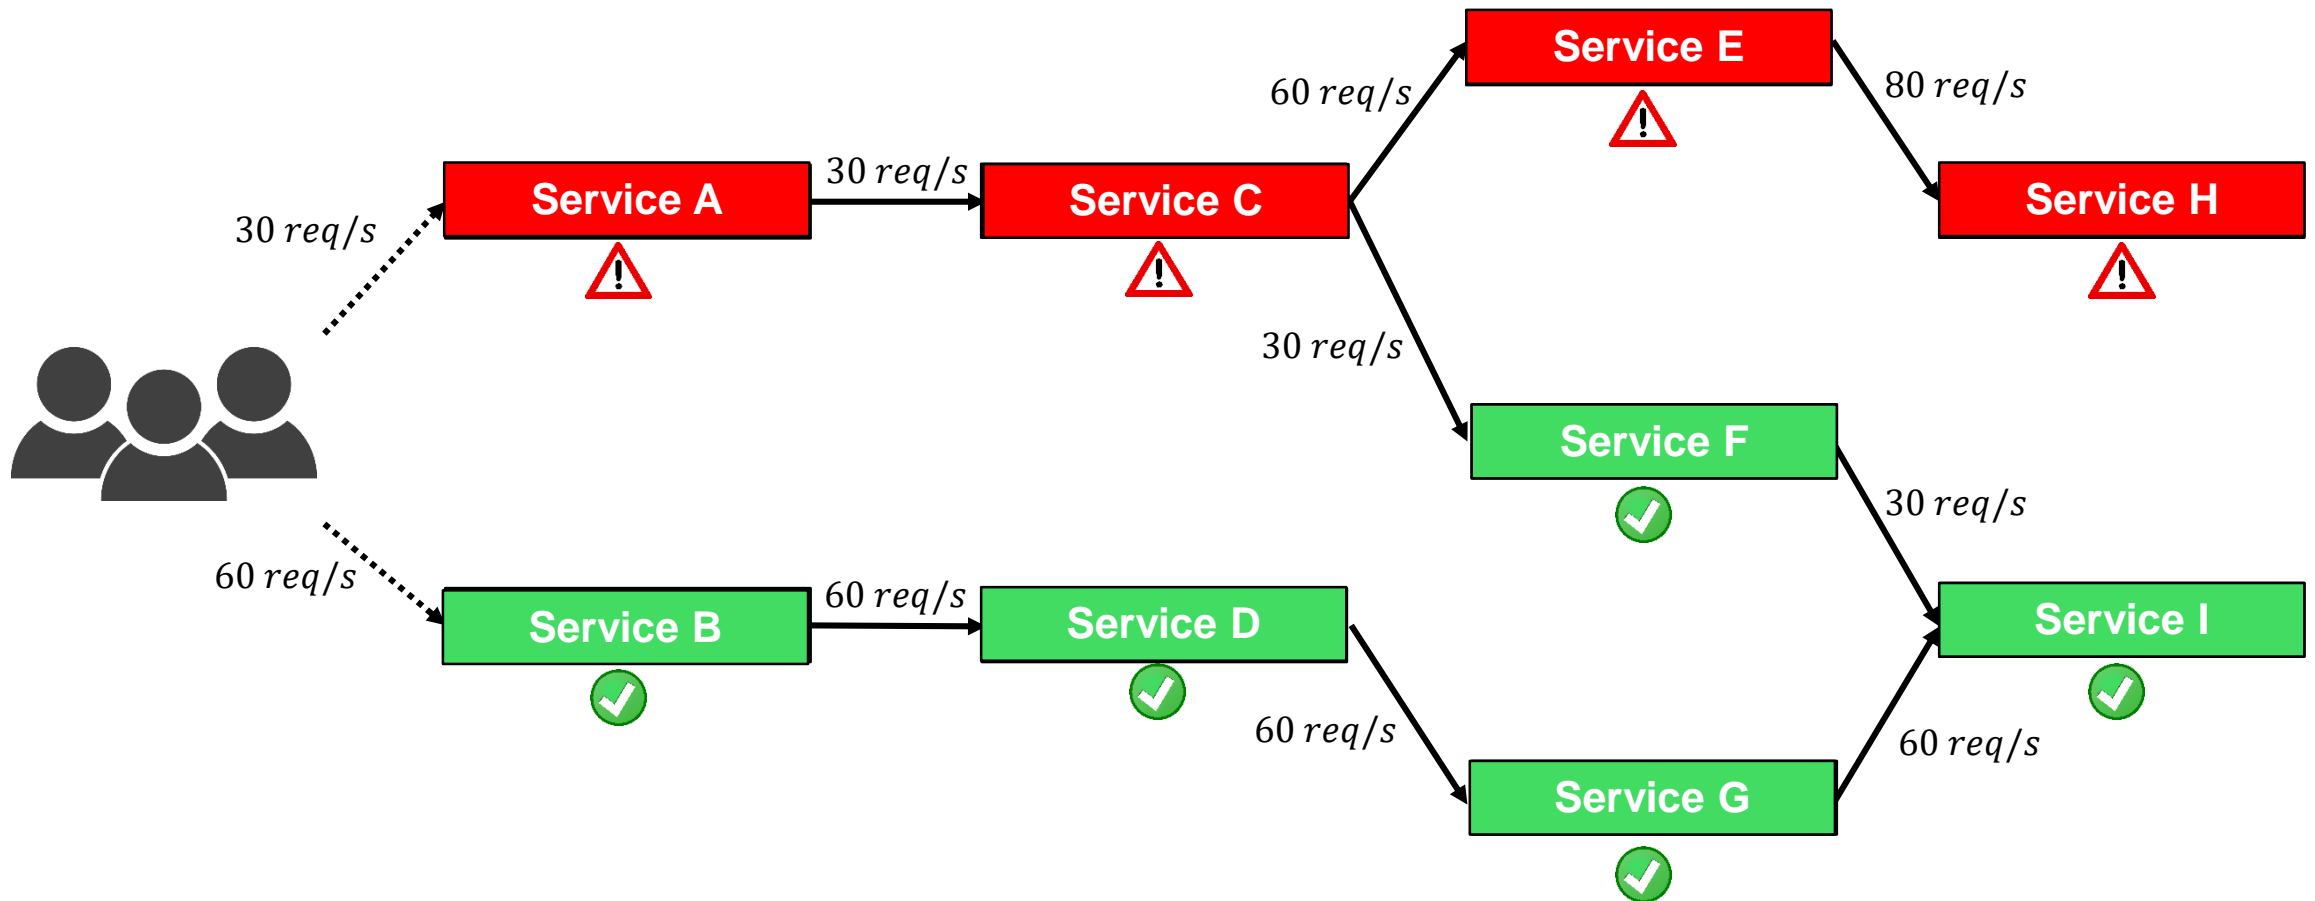 Service E
60 req/s
80 req/s
30 req/s
Service A
30 req/s
Service C
Service H
30 req/s
Service F
30 req/s
60 req/s
Service B
60 req/s
Service D
Service I
60 req/s
60 req/s
Service G